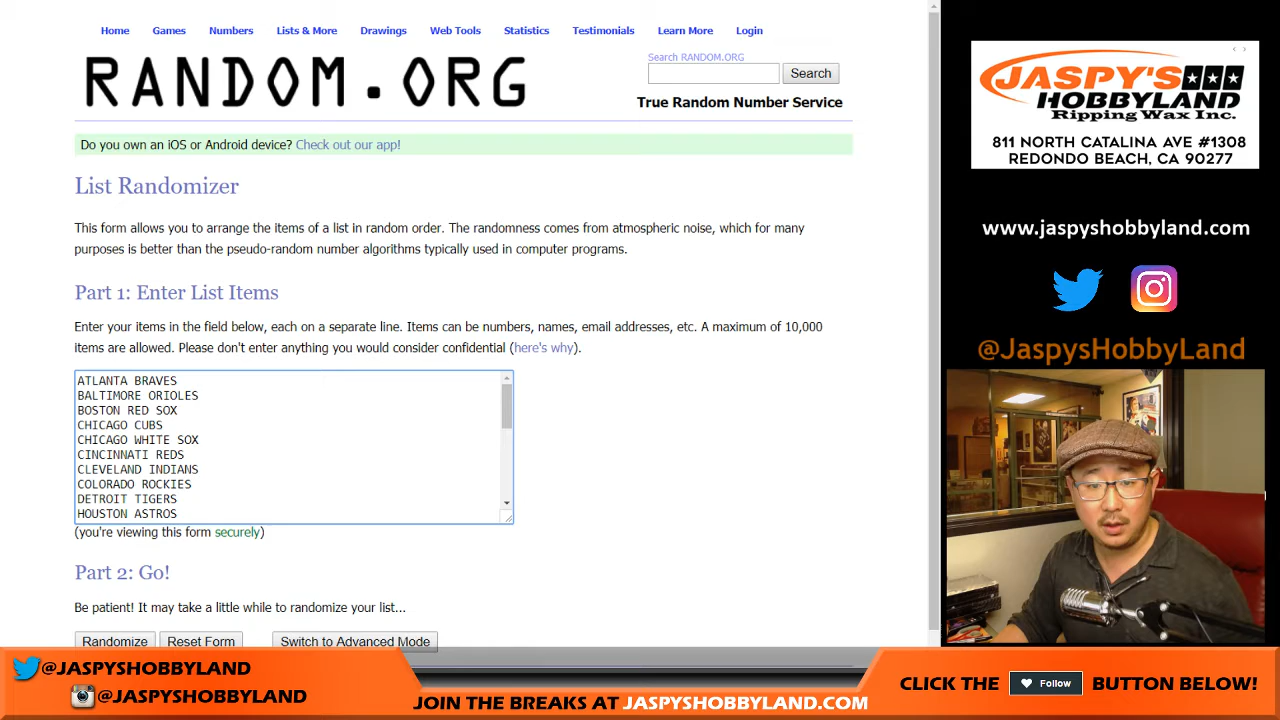 Home Games Numbers Lists & More Drawings Web Tools Statistics Testimonials Learn More Login
RANDOM.ORG
Search RANDOM.ORG
Search
True Random Number Service
Do you own an iOS or Android device? Check out our app!
List Randomizer
This form allows you to arrange the items of a list in random order. The randomness comes from atmospheric noise, which for many
purposes is better than the pseudo-random number algorithms typically used in computer programs.
Part 1: Enter List Items
Enter your items in the field below, each on a separate line. Items can be numbers, names, email addresses, etc. A maximum of 10,000
items are allowed. Please don't enter anything you would consider confidential (here's why).
ATLANTA BRAVES
BALTIMORE ORIOLES
BOSTON RED SOX
CHICAGO CUBS
CHICAGO WHITE SOX
CINCINNATI REDS
CLEVELAND INDIANS
COLORADO ROCKIES
DETROIT TIGERS
HOUSTON ASTROS
(you're viewing this form securely)
Part 2: Go!
Be patient! It may take a little while to randomize your list...
Randomize Reset Form Switch to Advanced Mode
JASPY'S
HOBBYLAND
Ripping Wax Inc.
811 NORTH CATALINA AVE #1308
REDONDO BEACH, CA 90277
www.jaspyshobbyland.com
@JaspysHobbyLand
@JASPYSHOBBYLAND
@JASPYSHOBBYLAND
JOIN THE BREAKS AT JASPYSHOBBYLAND.COM
CLICK THE Follow BUTTON BELOW!